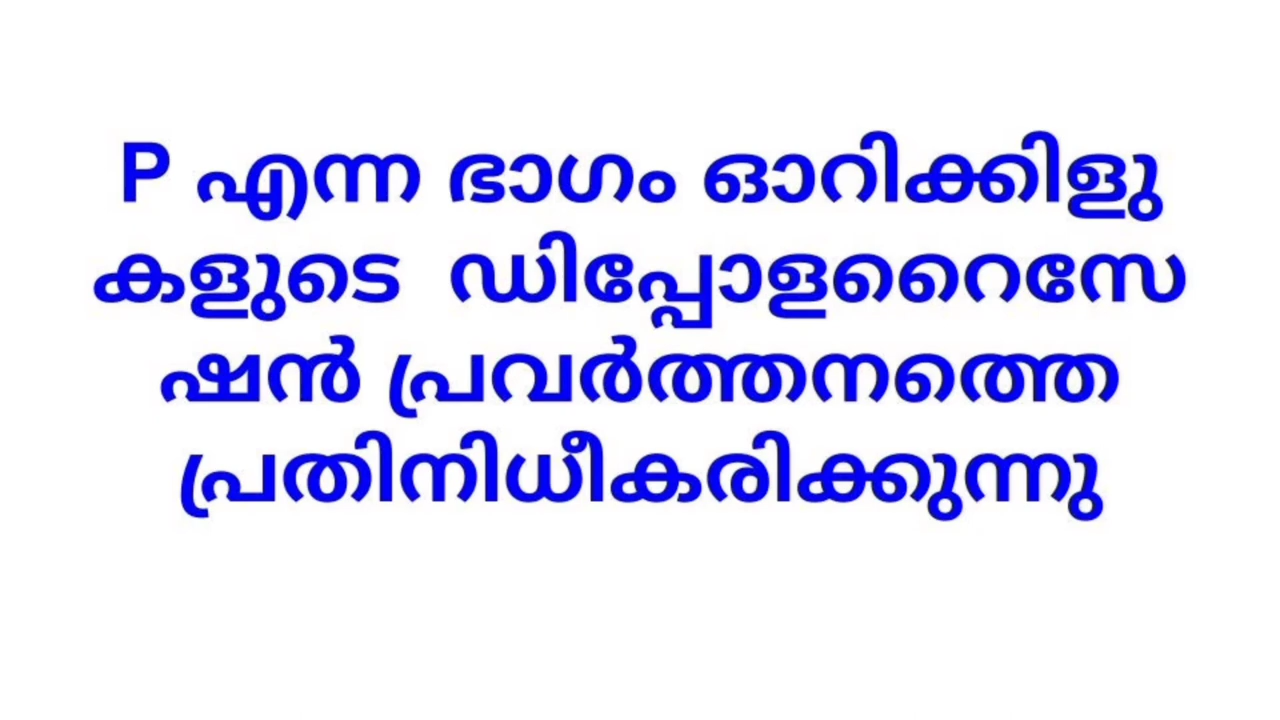 P എന്ന ഭാഗം ഓറിക്കിളു
കളുടെ ഡിപ്പോളറൈസേ
ഷൻ പ്രവർത്തനത്തെ
പ്രതിനിധീകരിക്കുന്നു